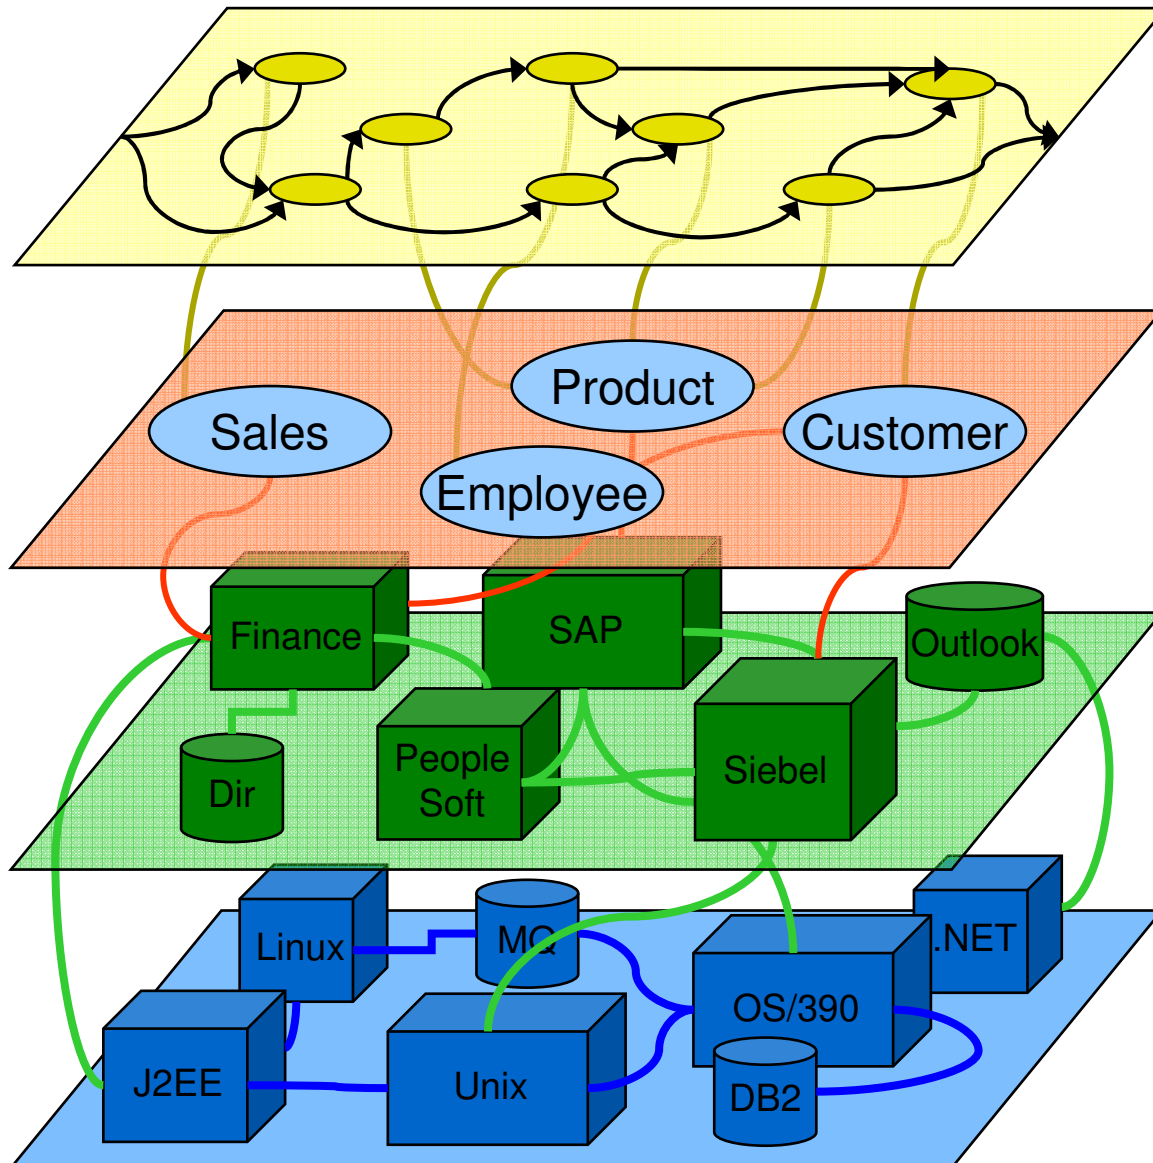 Product
Sales
Customer
Employee
Finance
SAP
Outlook
People
Soft
Siebel
Dir
Linux
MQ
.NET
OS/390
J2EE
Unix
DB2